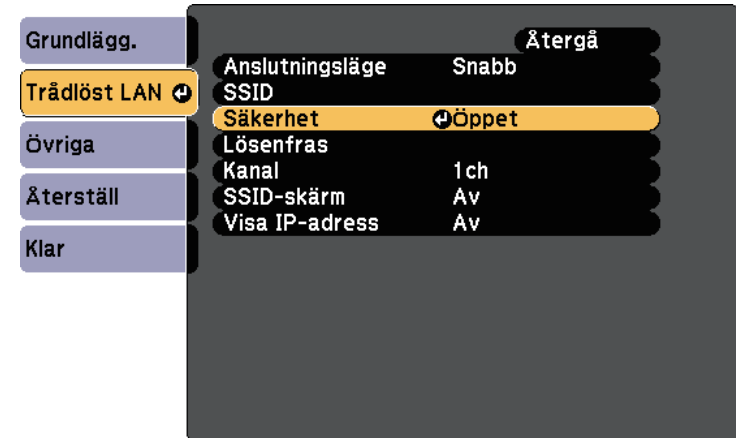 Grundlägg.
Trådlöst LAN
Övriga
Återställ
Klar
Återgå
Anslutningsläge Snabb
SSID
Säkerhet Öppet
Lösenfras
Kanal 1ch
SSID-skärm Av
Visa IP-adress Av